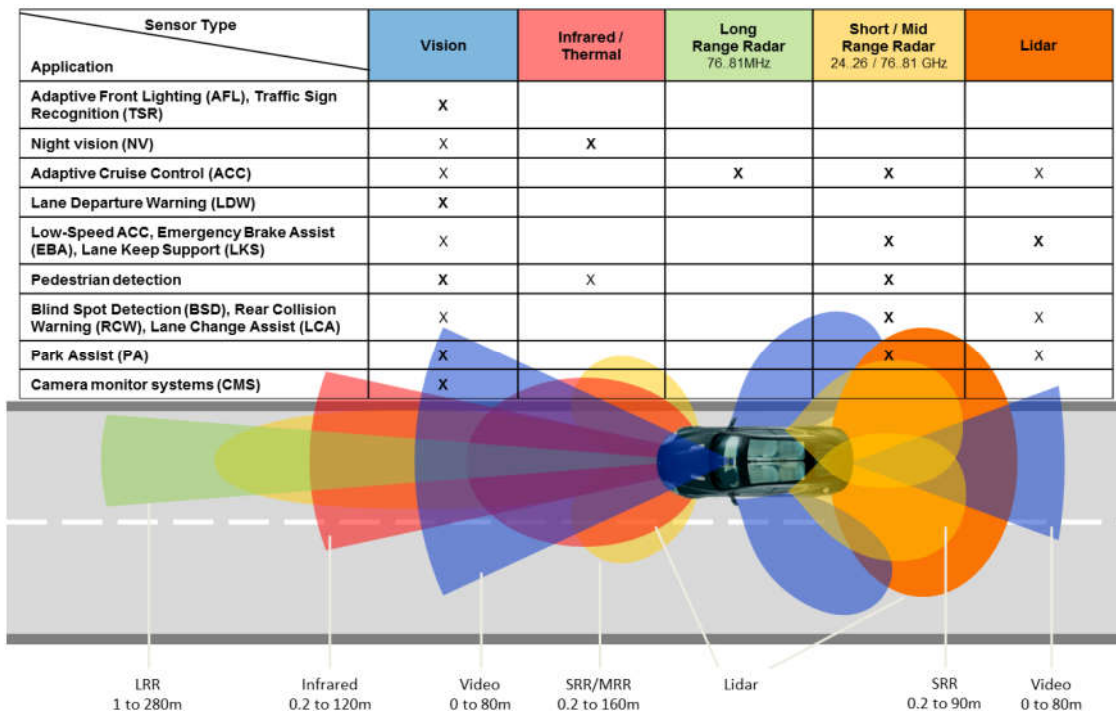 Sensor Type
Application
Vision
Infrared /
Thermal
Long
Range Radar
76..81MHz
Short / Mid
Range Radar
24..26 / 76..81 GHz
Lidar
Adaptive Front Lighting (AFL), Traffic Sign
Recognition (TSR)
X
Night vision (NV)
X X
Adaptive Cruise Control (ACC)
X X X X
Lane Departure Warning (LDW)
X
Low-Speed ACC, Emergency Brake Assist
(EBA), Lane Keep Support (LKS)
X X X
Pedestrian detection
X X X
Blind Spot Detection (BSD), Rear Collision
Warning (RCW), Lane Change Assist (LCA)
X X X
Park Assist (PA)
X X X
Camera monitor systems (CMS)
X
LRR
1 to 280m
Infrared
0.2 to 120m
Video
0 to 80m
SRR/MRR
0.2 to 160m
Lidar
SRR
0.2 to 90m
Video
0 to 80m